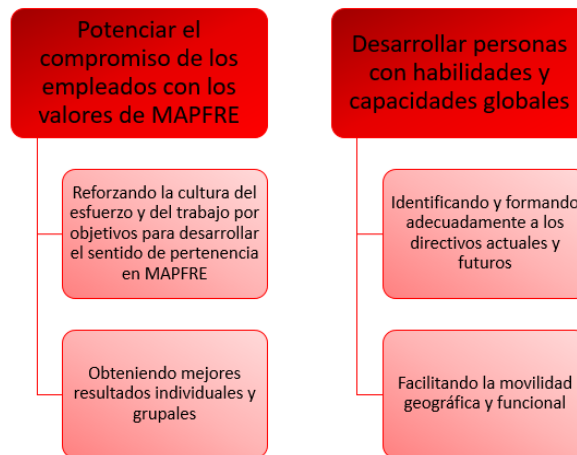 Potenciar el
compromiso de los
empleados con los
valores de MAPFRE
Reforzando la cultura del
esfuerzo y del trabajo por
objetivos para desarrollar
el sentido de pertenencia
en MAPFRE
Obteniendo mejores
resultados individuales y
grupales
Desarrollar personas
con habilidades y
capacidades globales
Identificando y formando
adecuadamente a los
directivos actuales y
futuros
Facilitando la movilidad
geográfica y funcional